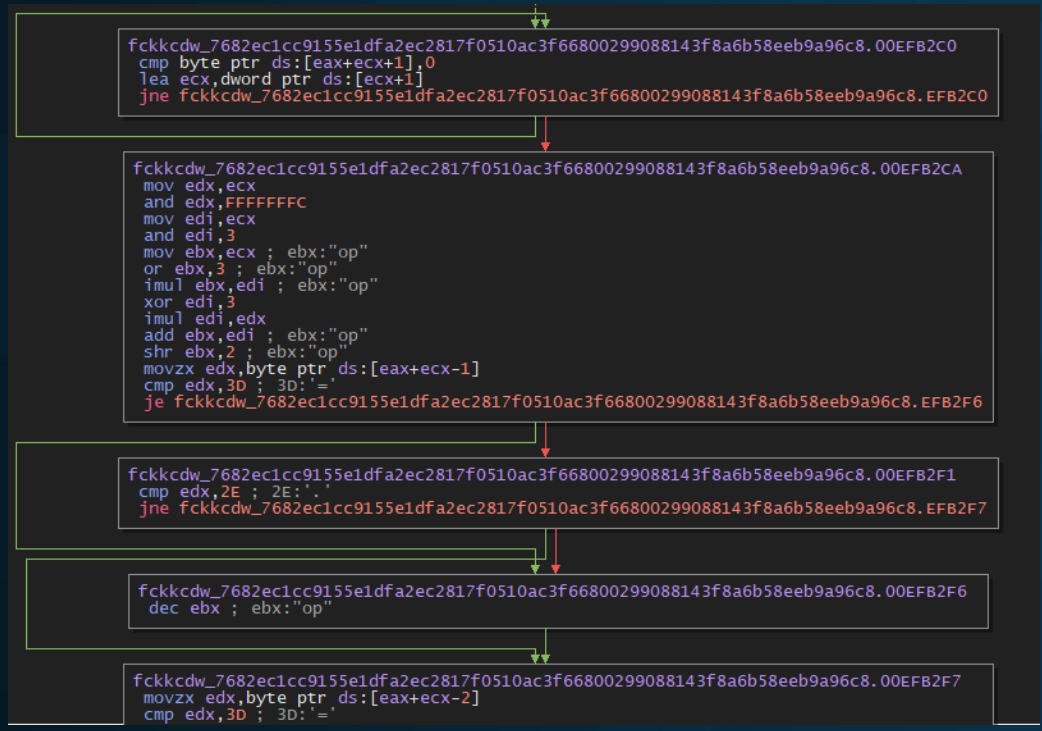 fckkcdw_7682ec1cc9155e1dfa2ec2817f0510ac3f66800299088143f8a6b58eeb9a96c8.00EFB2C0
cmp byte ptr ds:[eax+ecx+1],0
lea ecx,dword ptr ds:[ecx+1]
jne fckkcdw_7682ec1cc9155e1dfa2ec2817f0510ac3f66800299088143f8a6b58eeb9a96c8.EFB2C0
fckkcdw_7682ec1cc9155e1dfa2ec2817f0510ac3f66800299088143f8a6b58eeb9a96c8.00EFB2CA
mov edx,ecx
and edx,FFFFFFFC
mov edi,ecx
and edi,3
mov ebx,ecx ; ebx:"op"
or ebx,3 ; ebx:"op"
imul ebx,edi ; ebx:"op"
xor edi,3
imul edi,edx
add ebx,edi ; ebx:"op"
shr ebx,2 ; ebx:"op"
movzx edx,byte ptr ds:[eax+ecx-1]
cmp edx,3D ; 3D:'='
je fckkcdw_7682ec1cc9155e1dfa2ec2817f0510ac3f66800299088143f8a6b58eeb9a96c8.EFB2F6
fckkcdw_7682ec1cc9155e1dfa2ec2817f0510ac3f66800299088143f8a6b58eeb9a96c8.00EFB2F1
cmp edx,2E ; 2E:'.'
jne fckkcdw_7682ec1cc9155e1dfa2ec2817f0510ac3f66800299088143f8a6b58eeb9a96c8.EFB2F7
fckkcdw_7682ec1cc9155e1dfa2ec2817f0510ac3f66800299088143f8a6b58eeb9a96c8.00EFB2F6
dec ebx ; ebx:"op"
fckkcdw_7682ec1cc9155e1dfa2ec2817f0510ac3f66800299088143f8a6b58eeb9a96c8.00EFB2F7
movzx edx,byte ptr ds:[eax+ecx-2]
cmp edx,3D ; 3D:'='